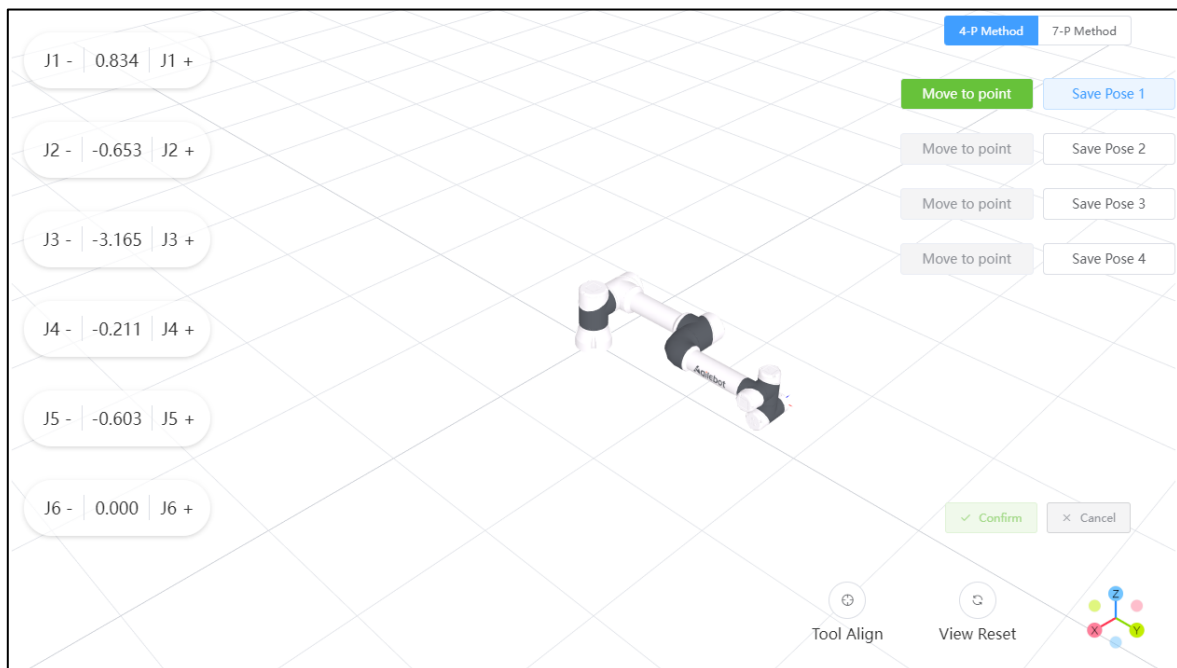 4-P Method 7-P Method
J1 - 0.834 J1 +
Move to point Save Pose 1
J2 - -0.653 J2 +
Move to point Save Pose 2
Move to point Save Pose 3
J3 - -3.165 J3 +
Move to point Save Pose 4
J4 - -0.211 J4 +
Agilebot
J5 - -0.603 J5 +
J6 - 0.000 J6 +
Confirm Cancel
Z
X Y
Tool Align View Reset